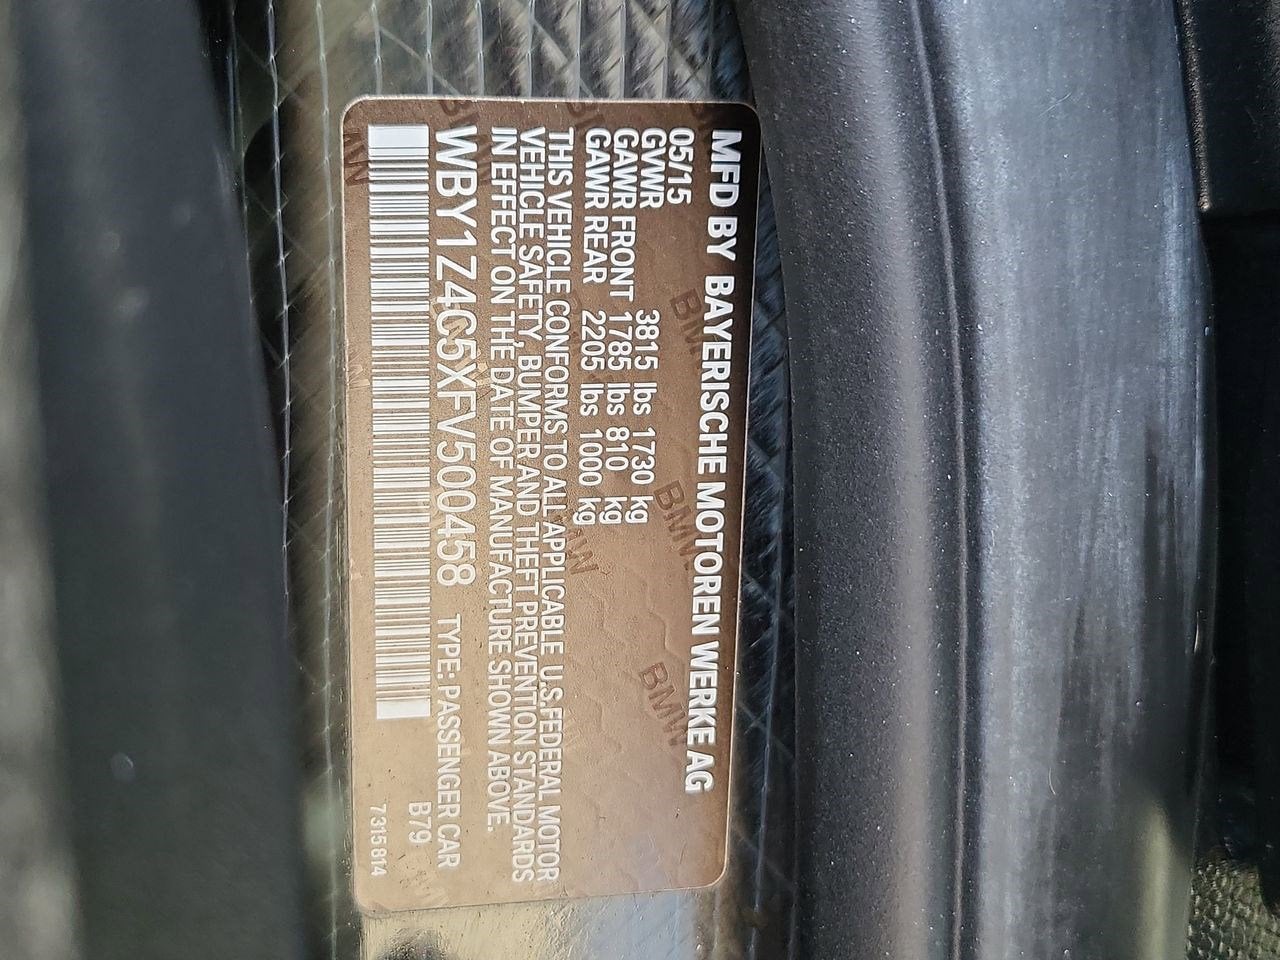 MFD BY BAYERISCHE MOTOREN WERKE AG
05/15
GVWR 3815 lbs 1730 kg
GAWR FRONT 1785 lbs 810 kg
GAWR REAR 2205 lbs 1000 kg
THIS VEHICLE CONFORMS TO ALL APPLICABLE U.S.FEDERAL MOTOR
VEHICLE SAFETY, BUMPER AND THEFT PREVENTION STANDARDS
IN EFFECT ON THE DATE OF MANUFACTURE SHOWN ABOVE.
WBY1Z4C5XFV500458 TYPE: PASSENGER CAR
B79
7315814